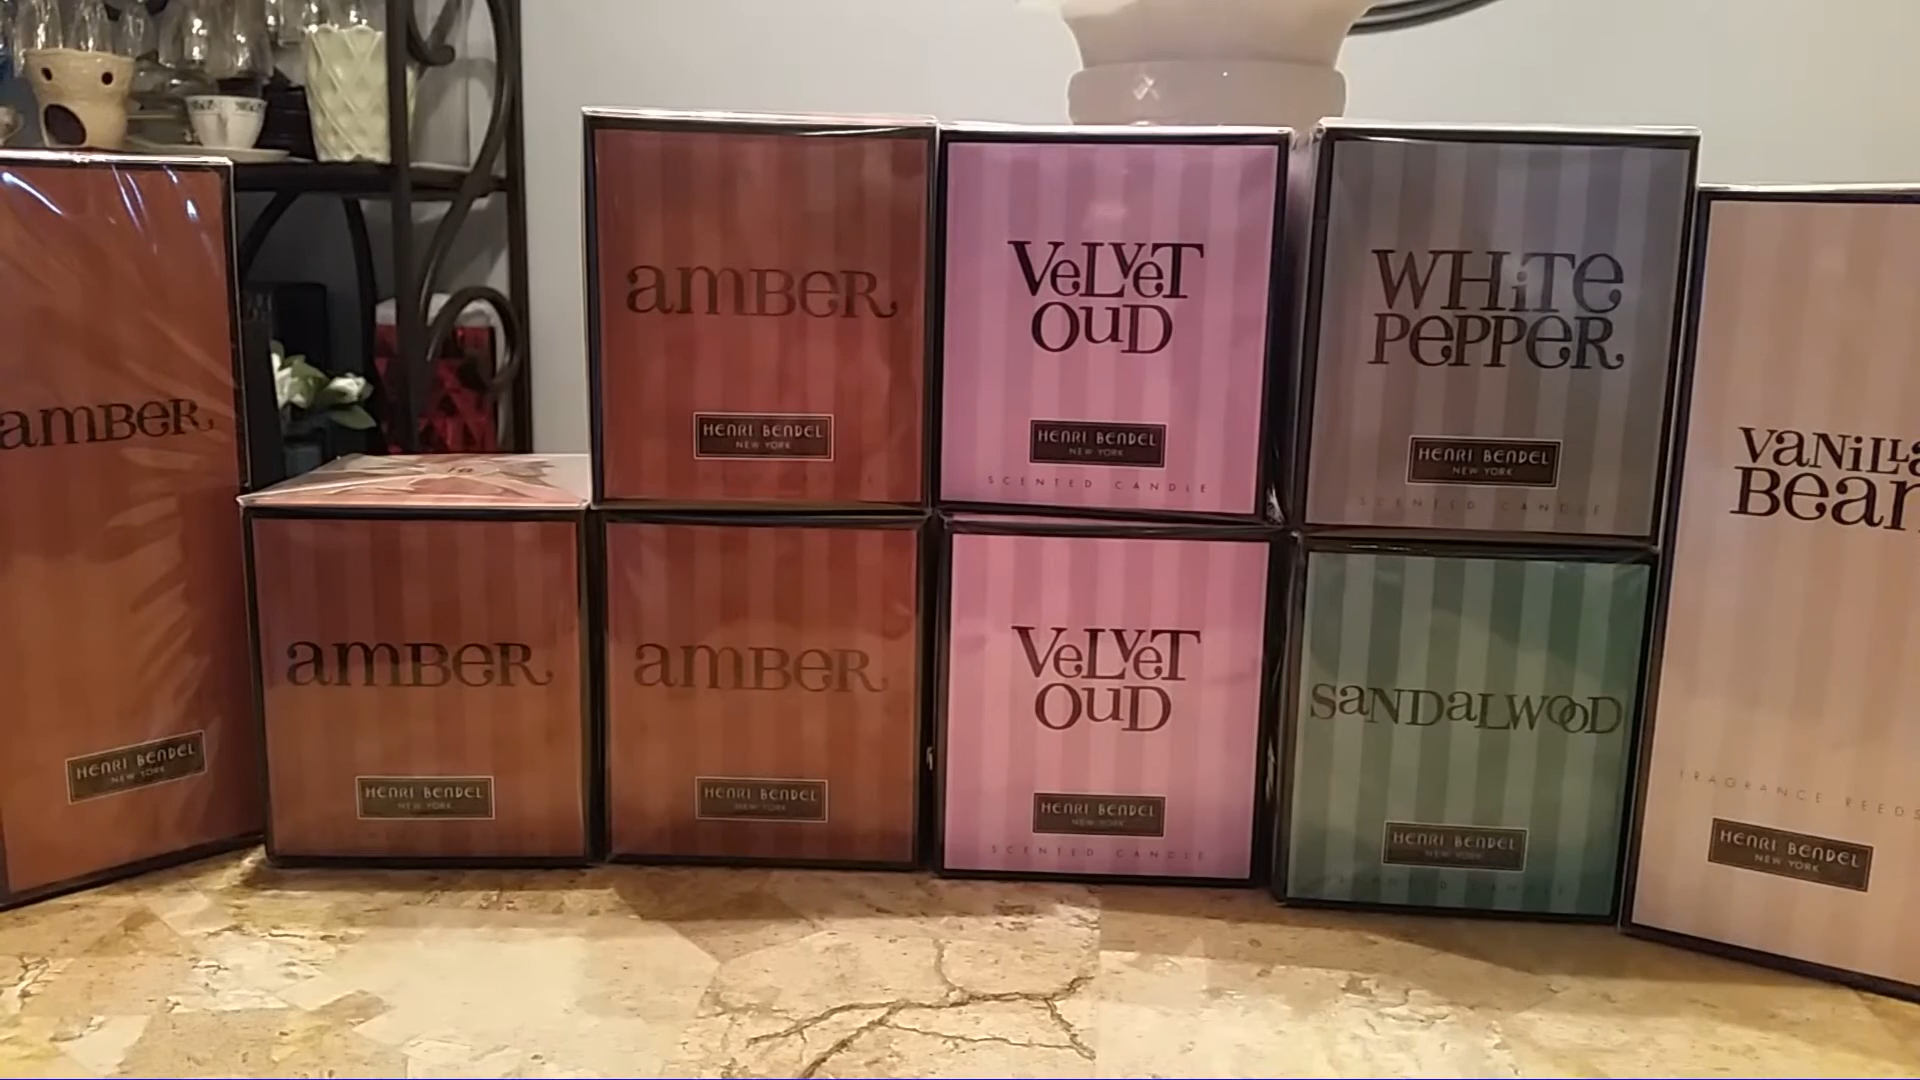 amBeR
HENRI BENDEL
NEW YORK
amBeR
HENRI BENDEL
NEW YORK
VeLVeT
OuD
HENRI BENDEL
NEW YORK
SCENTED CANDLE
WHiTe
PePPeR
HENRI BENDEL
NEW YORK
SCENTED CANDLE
VaNiLLa
Bean
FRAGRANCE REEDS
HENRI BENDEL
NEW YORK
amBeR
HENRI BENDEL
NEW YORK
amBeR
HENRI BENDEL
NEW YORK
VeLVeT
OuD
HENRI BENDEL
NEW YORK
SCENTED CANDLE
SaNDaLWOOD
HENRI BENDEL
NEW YORK